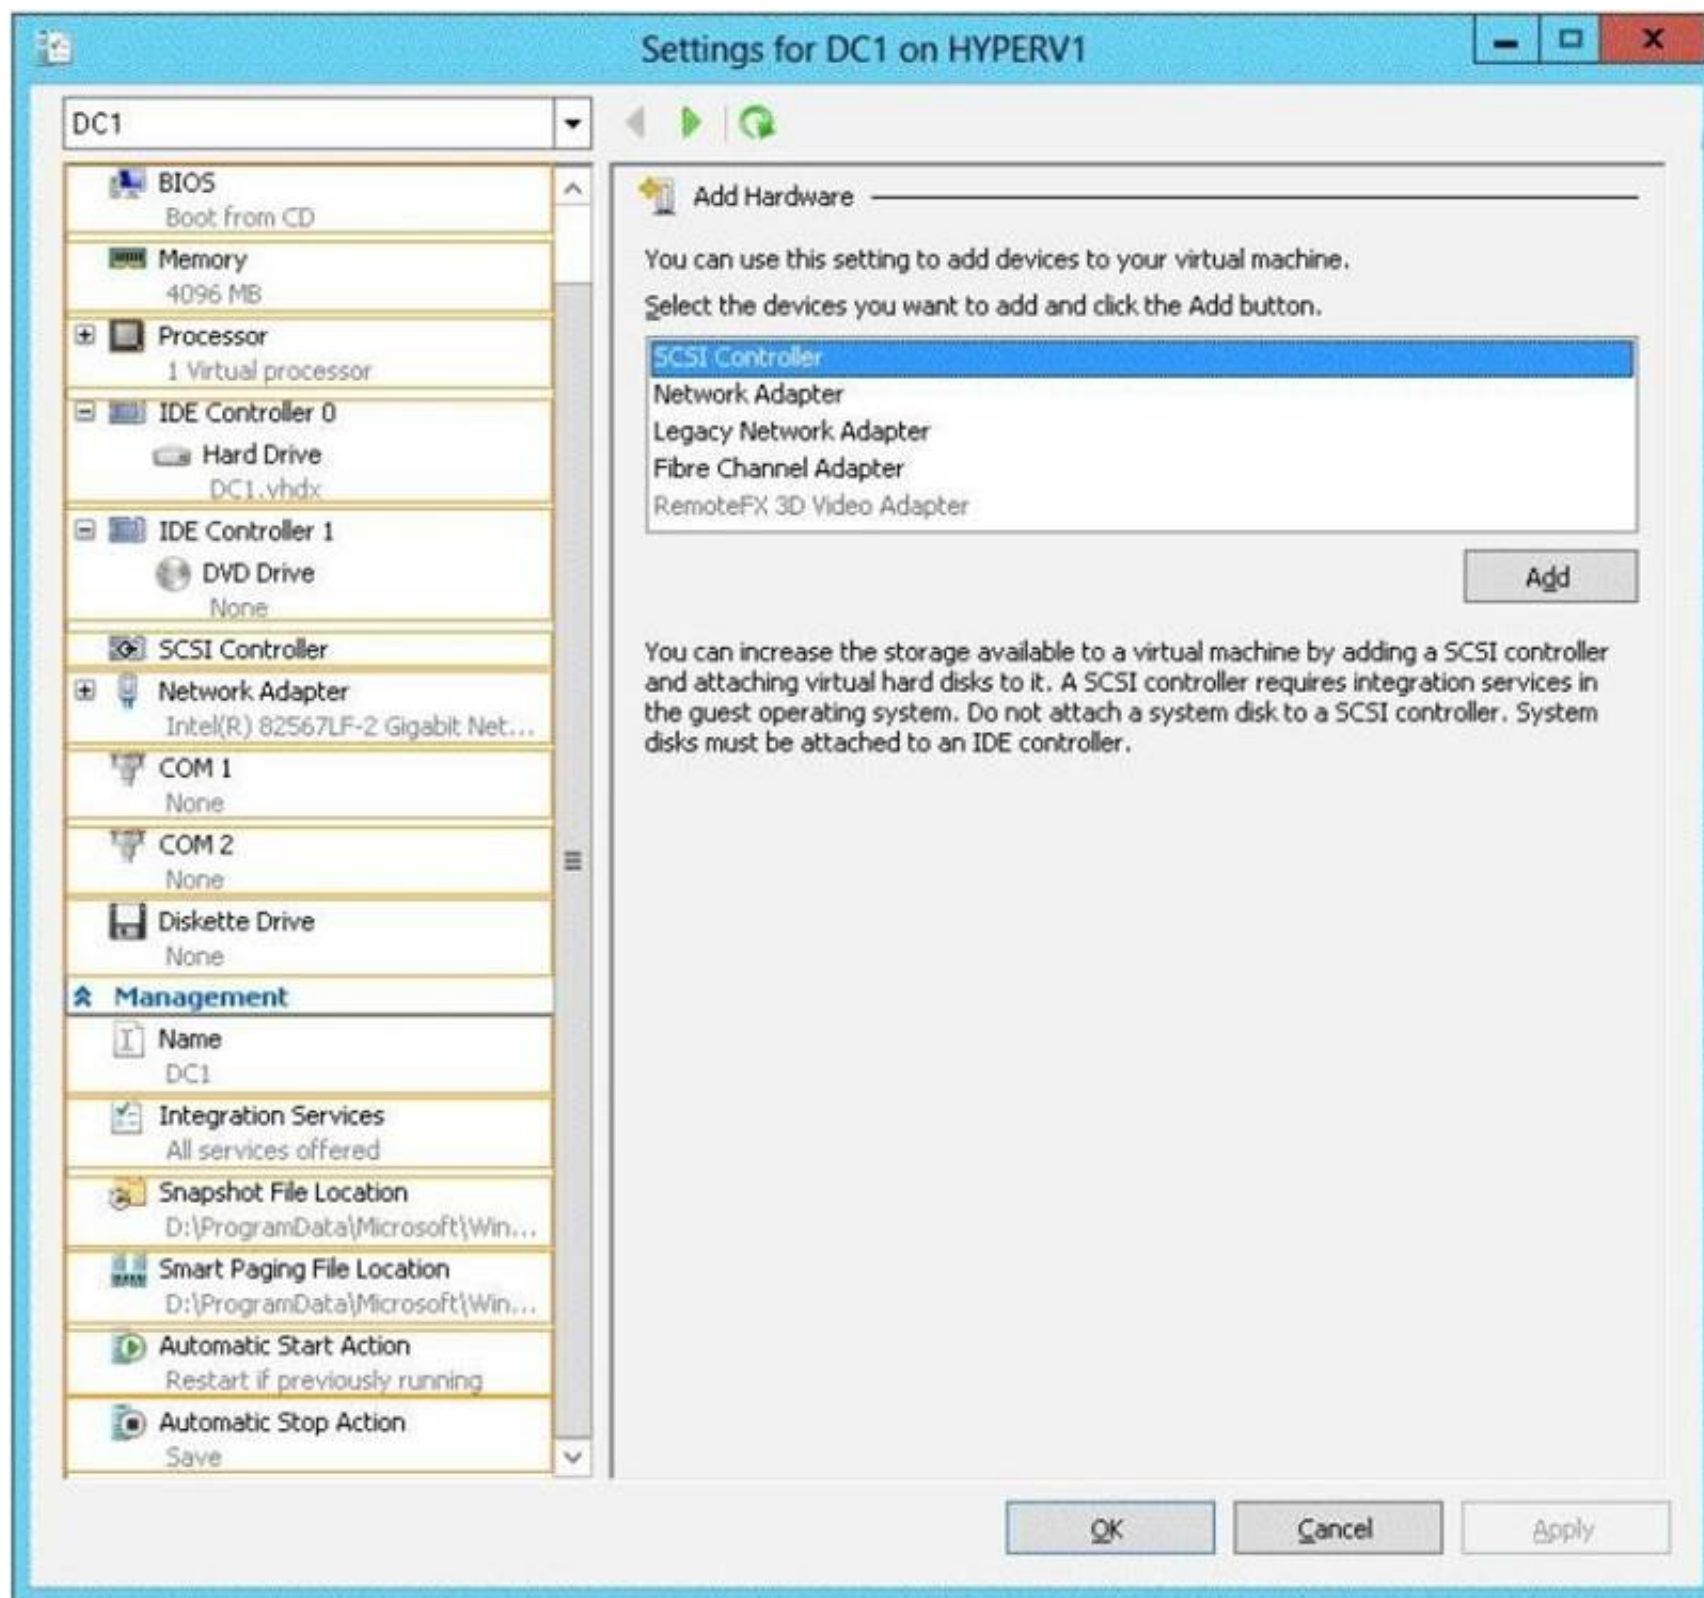 Settings for DC1 on HYPERV1
DC1
BIOS
Boot from CD
Memory
4096 MB
Processor
1 Virtual processor
IDE Controller 0
Hard Drive
DC1.vhdx
IDE Controller 1
DVD Drive
None
SCSI Controller
Network Adapter
Intel(R) 82567LF-2 Gigabit Net...
COM 1
None
COM 2
None
Diskette Drive
None
Management
Name
DC1
Integration Services
All services offered
Snapshot File Location
D:\ProgramData\Microsoft\Win...
Smart Paging File Location
D:\ProgramData\Microsoft\Win...
Automatic Start Action
Restart if previously running
Automatic Stop Action
Save
Add Hardware
You can use this setting to add devices to your virtual machine.
Select the devices you want to add and click the Add button.
SCSI Controller
Network Adapter
Legacy Network Adapter
Fibre Channel Adapter
RemoteFX 3D Video Adapter
Add
You can increase the storage available to a virtual machine by adding a SCSI controller
and attaching virtual hard disks to it. A SCSI controller requires integration services in
the guest operating system. Do not attach a system disk to a SCSI controller. System
disks must be attached to an IDE controller.
OK
Cancel
Apply